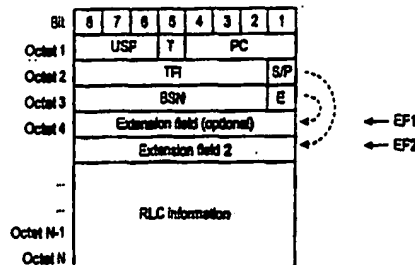 Bit 8 7 6 5 4 3 2 1
Octet 1 USF T PC
Octet 2 TFI S/P
Octet 3 BSN E
Octet 4 Extension field (optional) EF1
Extension field 2 EF2
--
RLC information
--
Octet N-1
Octet N